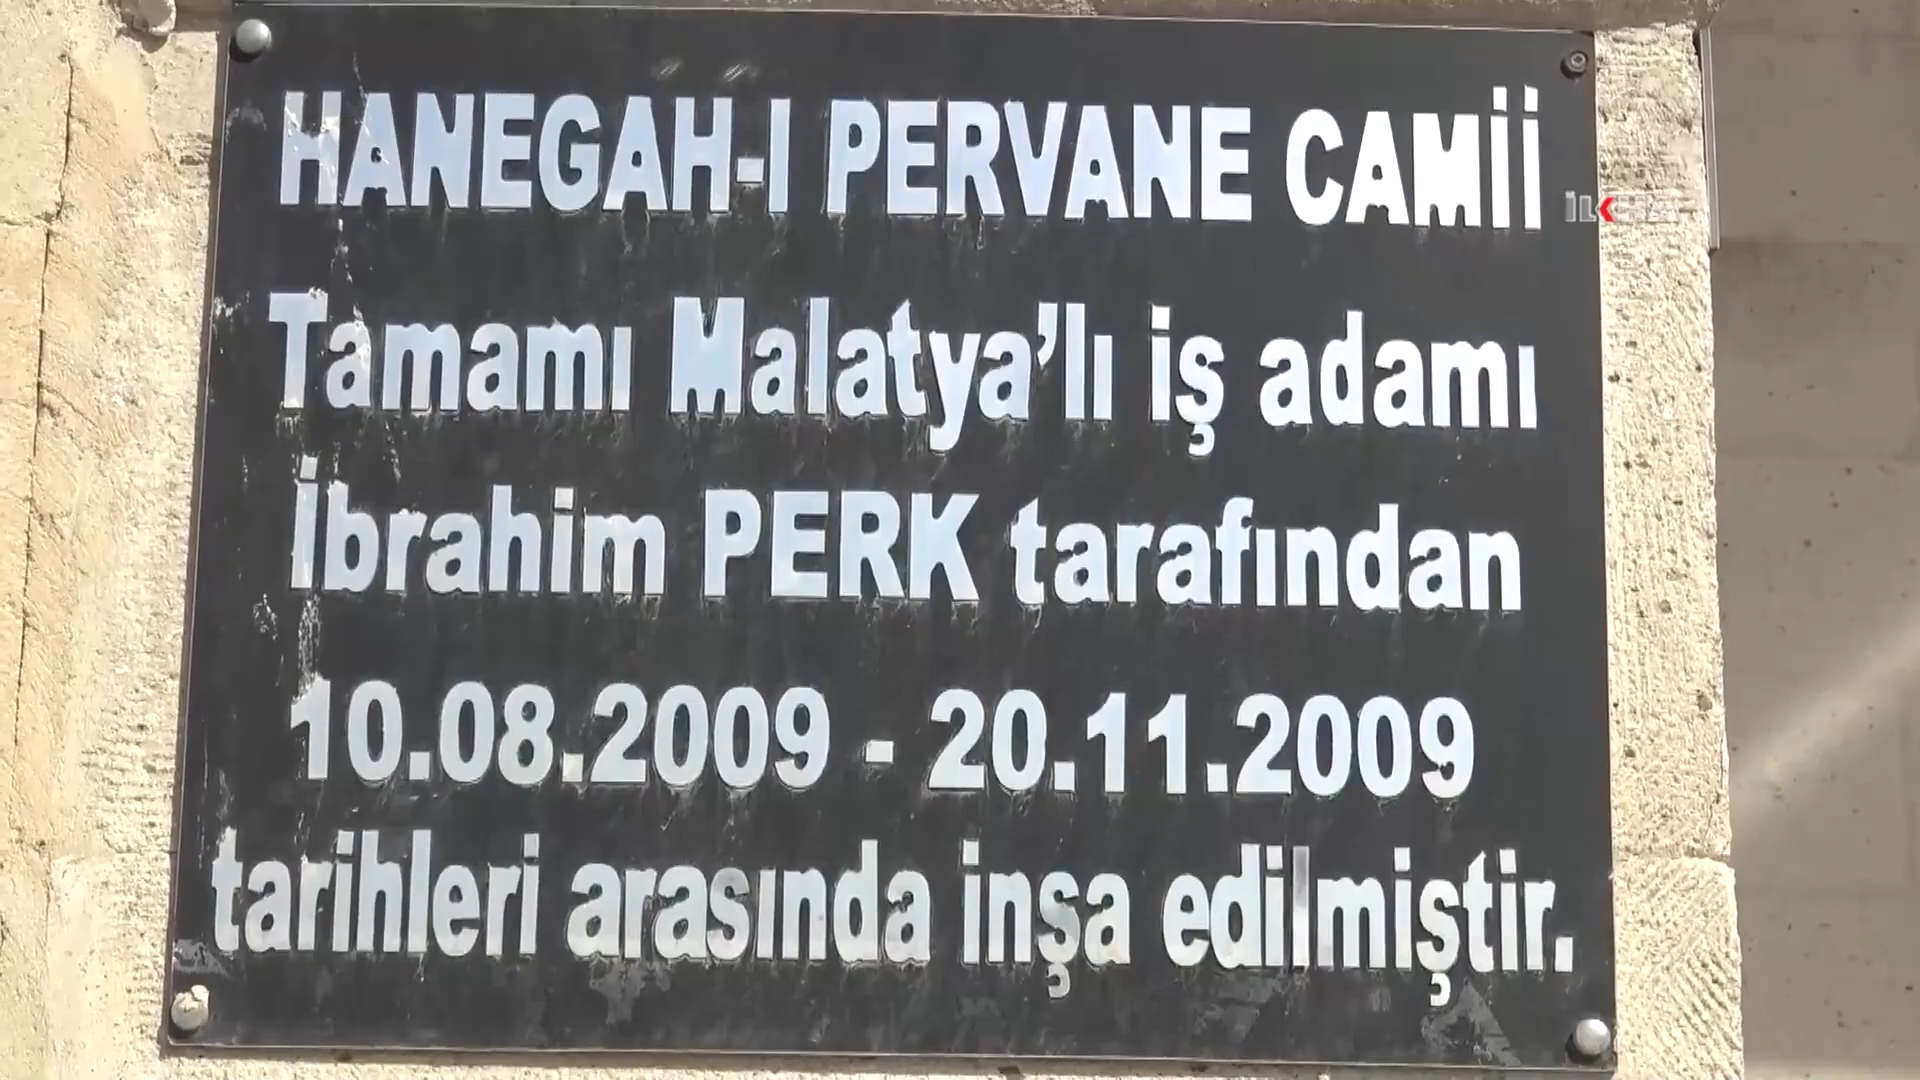 HANEGAH-I PERVANE CAMİİ
Tamamı Malatya'lı iş adamı
İbrahim PERK tarafından
10.08.2009 - 20.11.2009
tarihleri arasında inşa edilmiştir.